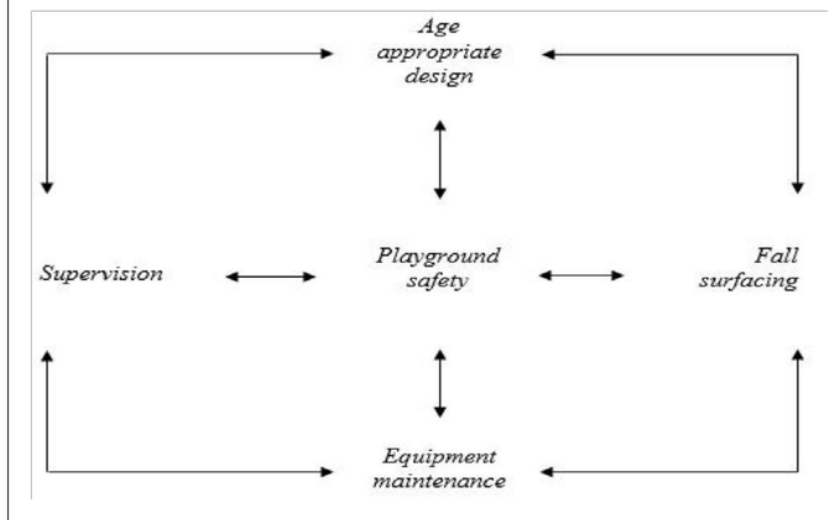 Age
appropriate
design
Supervision
Playground
safety
Fall
surfacing
Equipment
maintenance